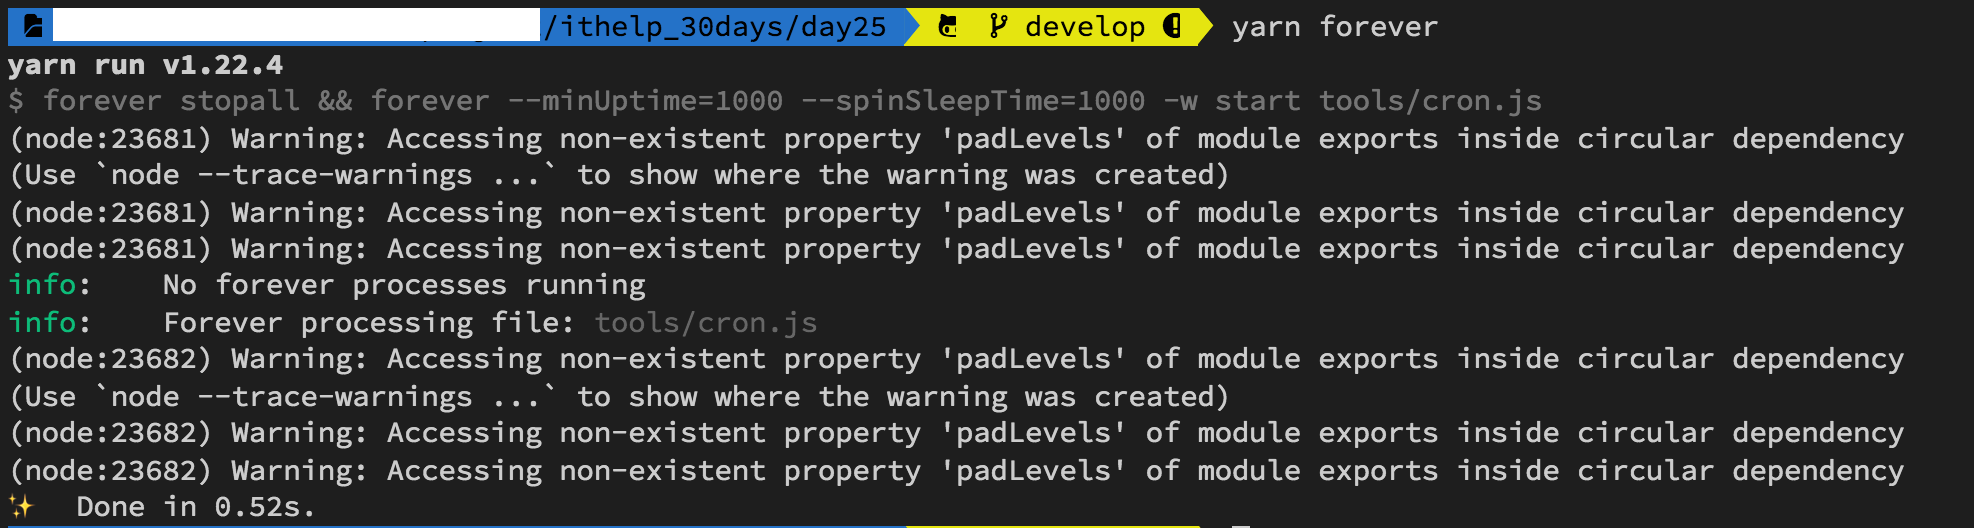 /ithelp_30days/day25 develop yarn forever
yarn run v1.22.4
$ forever stopall && forever --minUptime=1000 --spinSleepTime=1000 -w start tools/cron.js
(node:23681) Warning: Accessing non-existent property 'padLevels' of module exports inside circular dependency
(Use `node --trace-warnings ...` to show where the warning was created)
(node:23681) Warning: Accessing non-existent property 'padLevels' of module exports inside circular dependency
(node:23681) Warning: Accessing non-existent property 'padLevels' of module exports inside circular dependency
info:    No forever processes running
info:    Forever processing file: tools/cron.js
(node:23682) Warning: Accessing non-existent property 'padLevels' of module exports inside circular dependency
(Use `node --trace-warnings ...` to show where the warning was created)
(node:23682) Warning: Accessing non-existent property 'padLevels' of module exports inside circular dependency
(node:23682) Warning: Accessing non-existent property 'padLevels' of module exports inside circular dependency
✨  Done in 0.52s.